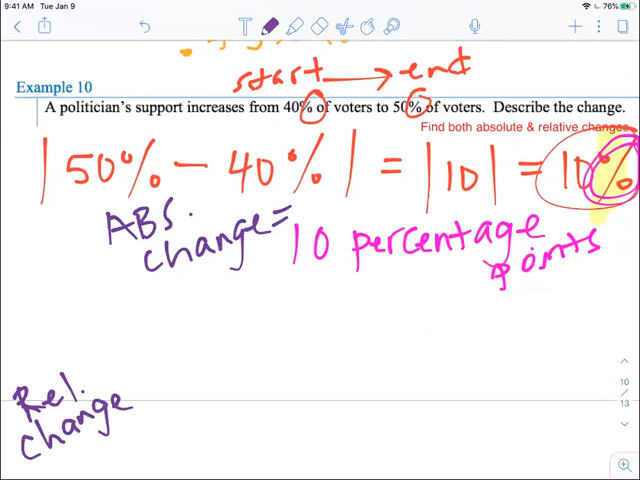 9:41 AM Tue Jan 9
76%
Example 10
start → end
A politician's support increases from 40% of voters to 50% of voters. Describe the change.
Find both absolute & relative changes
|50% − 40%| = |10| = 10%
ABS. change = 10 percentage points
10
13
Rel. change